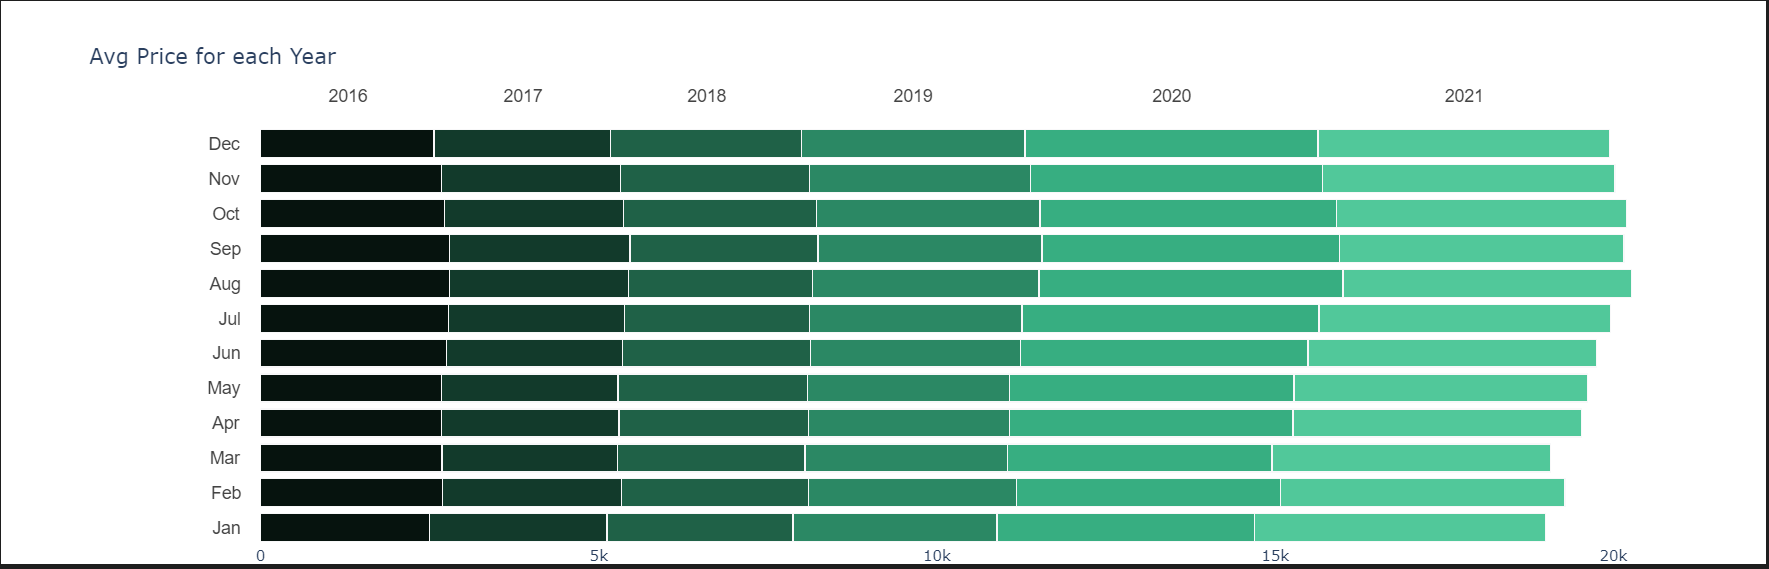 Avg Price for each Year
2016 2017 2018 2019 2020 2021
Dec
Nov
Oct
Sep
Aug
Jul
Jun
May
Apr
Mar
Feb
Jan
0 5k 10k 15k 20k